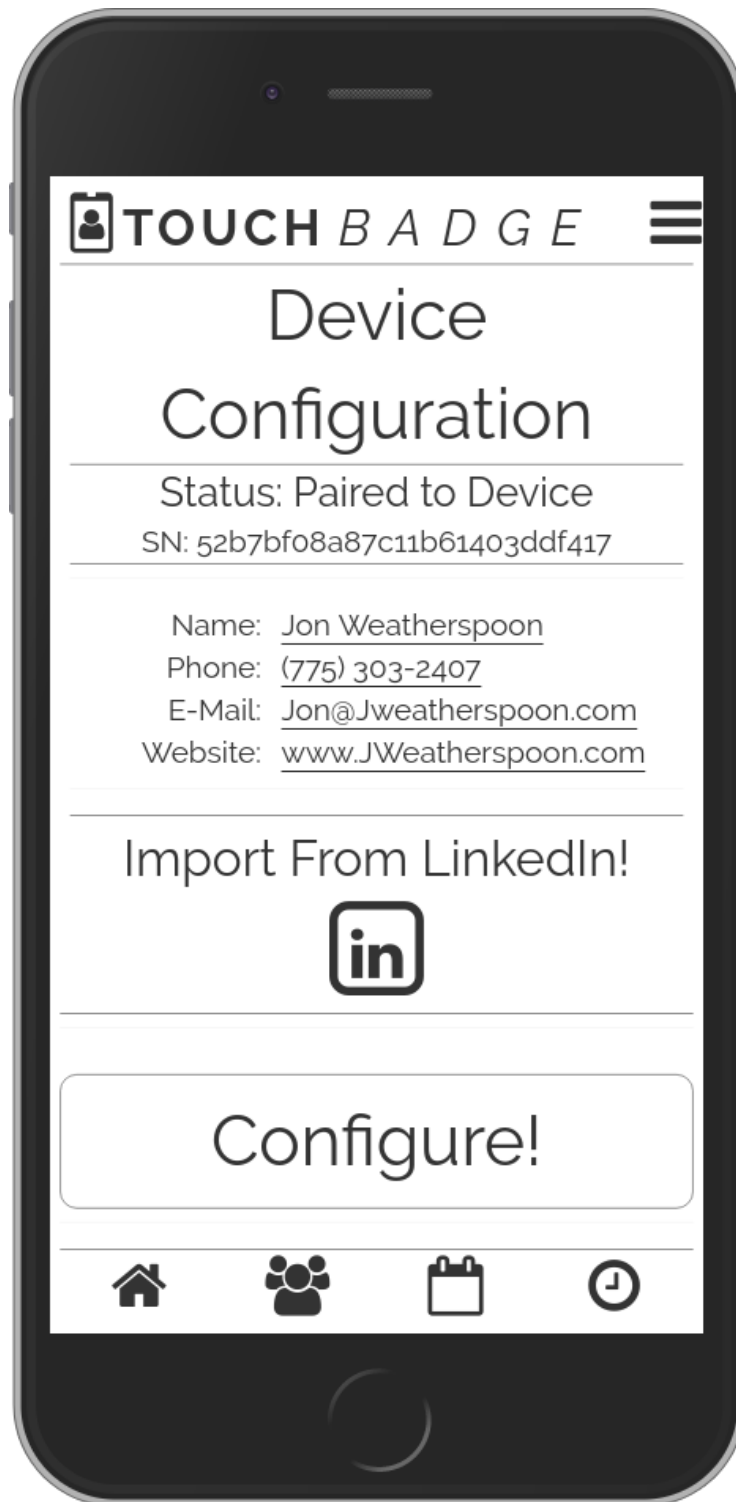 TOUCH BADGE
Device
Configuration
Status: Paired to Device
SN: 52b7bf08a87c11b61403ddf417
Name: Jon Weatherspoon
Phone: (775) 303-2407
E-Mail: Jon@Jweatherspoon.com
Website: www.JWeatherspoon.com
Import From LinkedIn!
in
Configure!